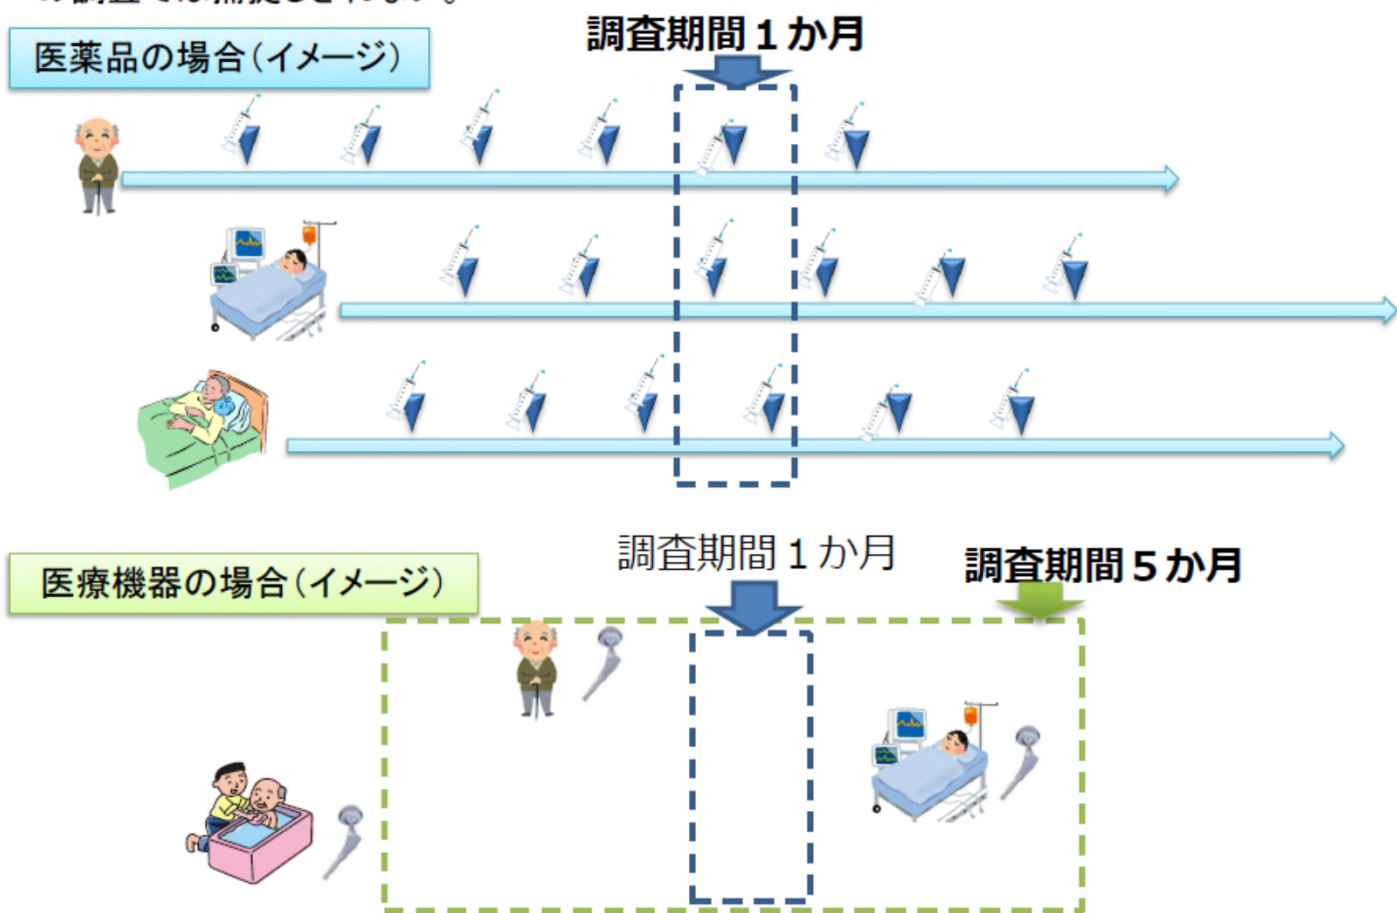 調査期間１か月
医薬品の場合（イメージ）
調査期間１か月
調査期間５か月
医療機器の場合（イメージ）